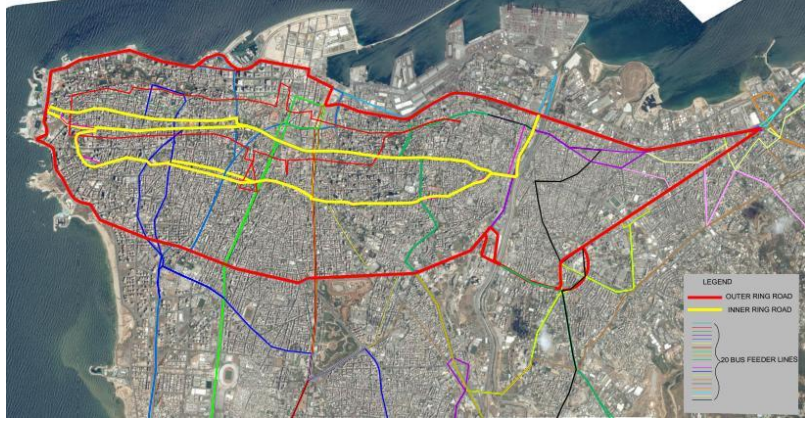 LEGEND
OUTER RING ROAD
INNER RING ROAD
20 BUS FEEDER LINES